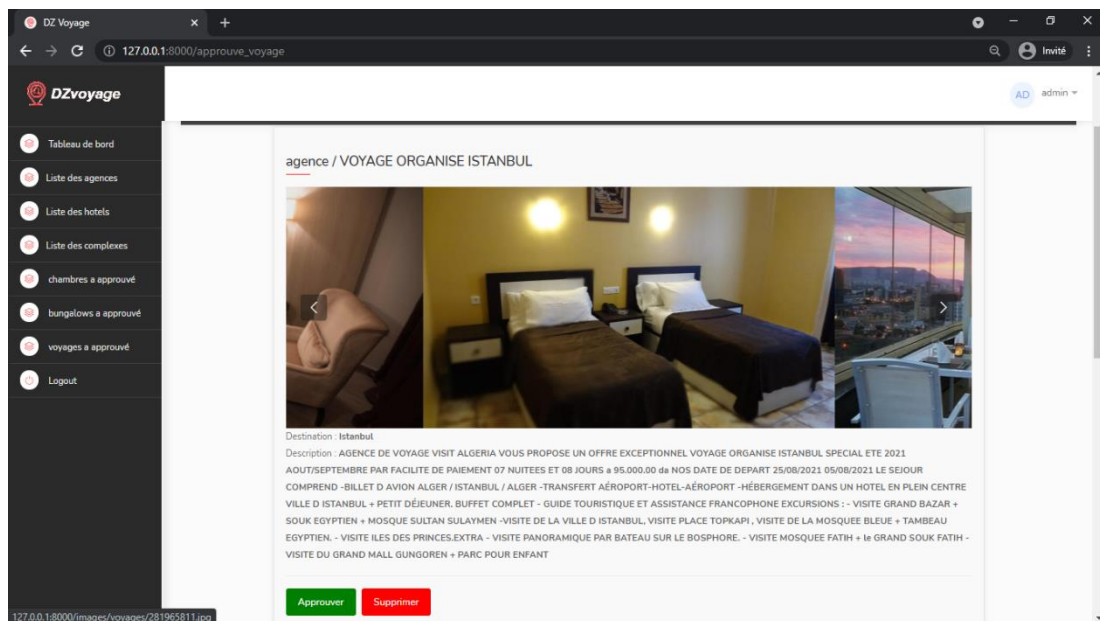 DZ Voyage
127.0.0.1:8000/approuve_voyage
Invité
DZvoyage
AD admin
Tableau de bord
Liste des agences
Liste des hotels
Liste des complexes
chambres a approuvé
bungalows a approuvé
voyages a approuvé
Logout
agence / VOYAGE ORGANISE ISTANBUL
Destination : Istanbul
Description : AGENCE DE VOYAGE VISIT ALGERIA VOUS PROPOSE UN OFFRE EXCEPTIONNEL VOYAGE ORGANISE ISTANBUL SPECIAL ETE 2021
AOUT/SEPTEMBRE PAR FACILITE DE PAIEMENT 07 NUITEES ET 08 JOURS a 95.000.00 da NOS DATE DE DEPART 25/08/2021 05/08/2021 LE SEJOUR
COMPREND -BILLET D AVION ALGER / ISTANBUL / ALGER -TRANSFERT AÉROPORT-HOTEL-AÉROPORT -HÉBERGEMENT DANS UN HOTEL EN PLEIN CENTRE
VILLE D ISTANBUL + PETIT DÉJEUNER. BUFFET COMPLET - GUIDE TOURISTIQUE ET ASSISTANCE FRANCOPHONE EXCURSIONS : - VISITE GRAND BAZAR +
SOUK EGYPTIEN + MOSQUE SULTAN SULAYMEN -VISITE DE LA VILLE D ISTANBUL, VISITE PLACE TOPKAPI , VISITE DE LA MOSQUEE BLEUE + TAMBEAU
EGYPTIEN. - VISITE ILES DES PRINCES.EXTRA - VISITE PANORAMIQUE PAR BATEAU SUR LE BOSPHORE. - VISITE MOSQUEE FATIH + le GRAND SOUK FATIH -
VISITE DU GRAND MALL GUNGOREN + PARC POUR ENFANT
Approuver
Supprimer
127.0.0.1:8000/images/voyages/281965811.jpg